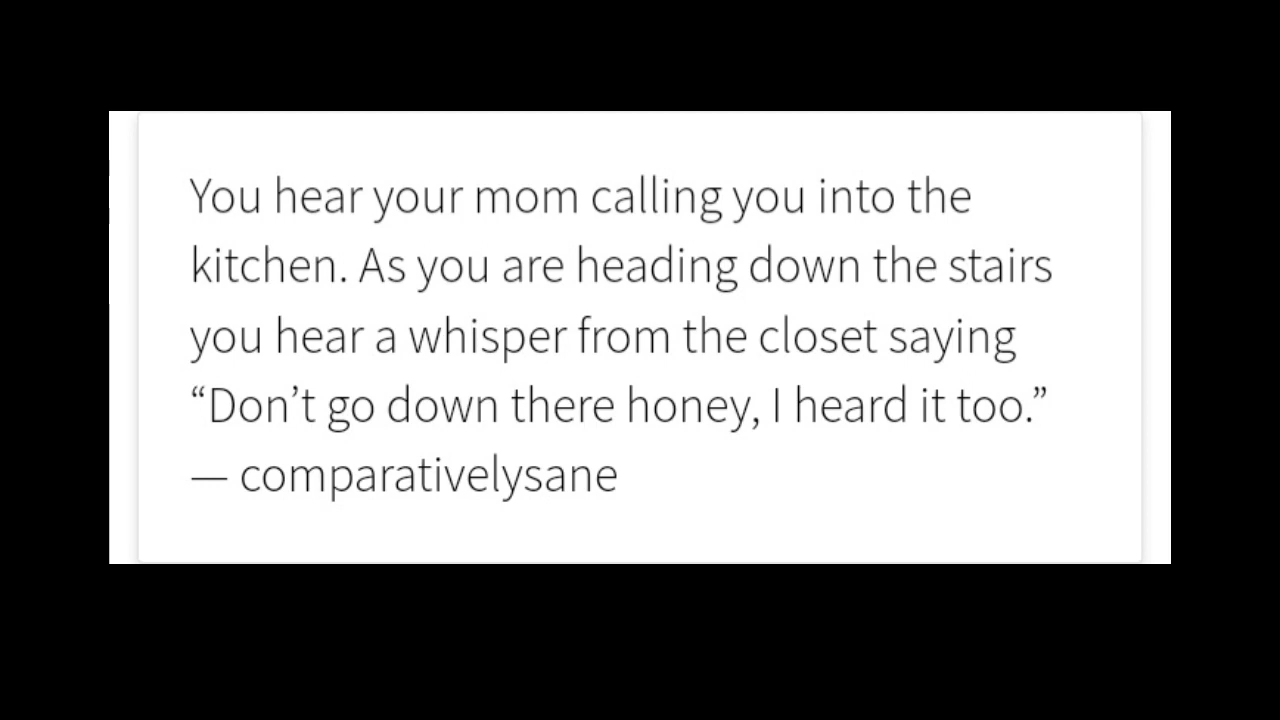 You hear your mom calling you into the
kitchen. As you are heading down the stairs
you hear a whisper from the closet saying
“Don’t go down there honey, I heard it too.”
— comparativelysane